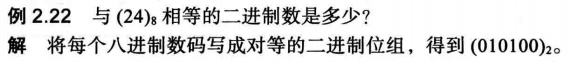 例 2.22 与 (24)₈ 相等的二进制数是多少?
解 将每个八进制数码写成对等的二进制位组，得到 (010100)₂。